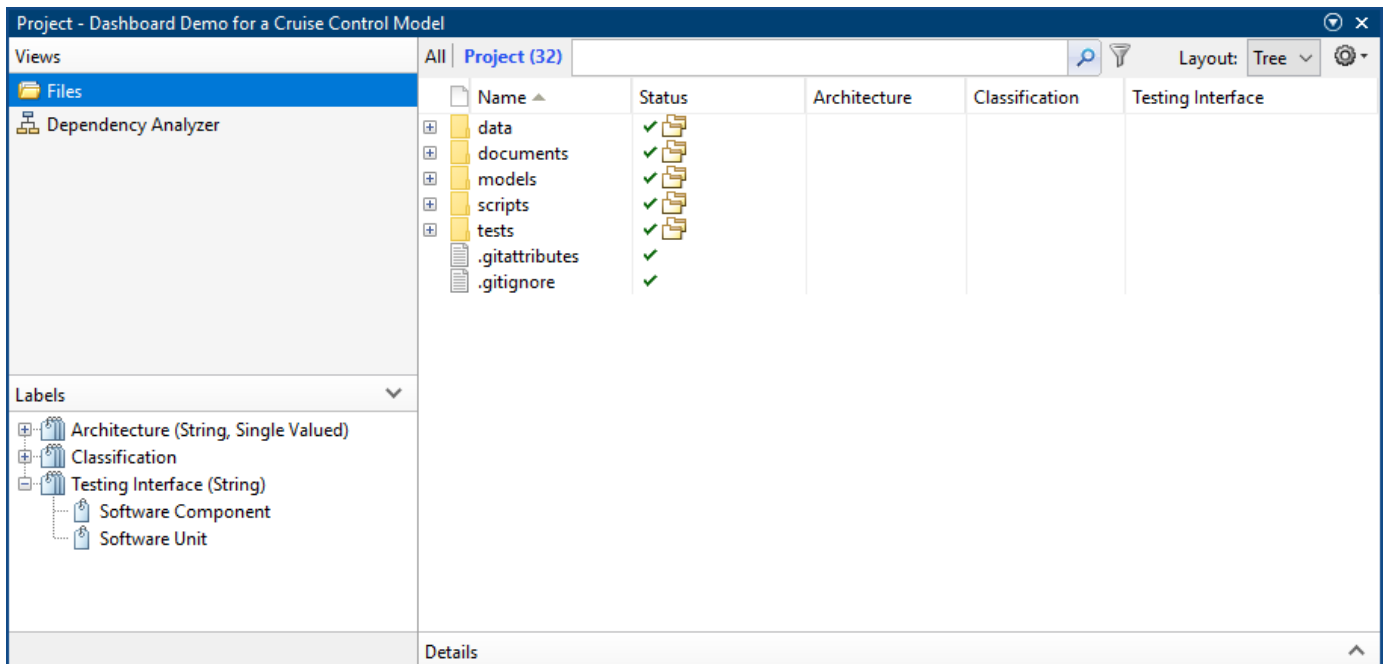 Project - Dashboard Demo for a Cruise Control Model
Views
Files
Dependency Analyzer
All Project (32) Layout: Tree
Name Status Architecture Classification Testing Interface
data
documents
models
scripts
tests
.gitattributes
.gitignore
Labels
Architecture (String, Single Valued)
Classification
Testing Interface (String)
Software Component
Software Unit
Details